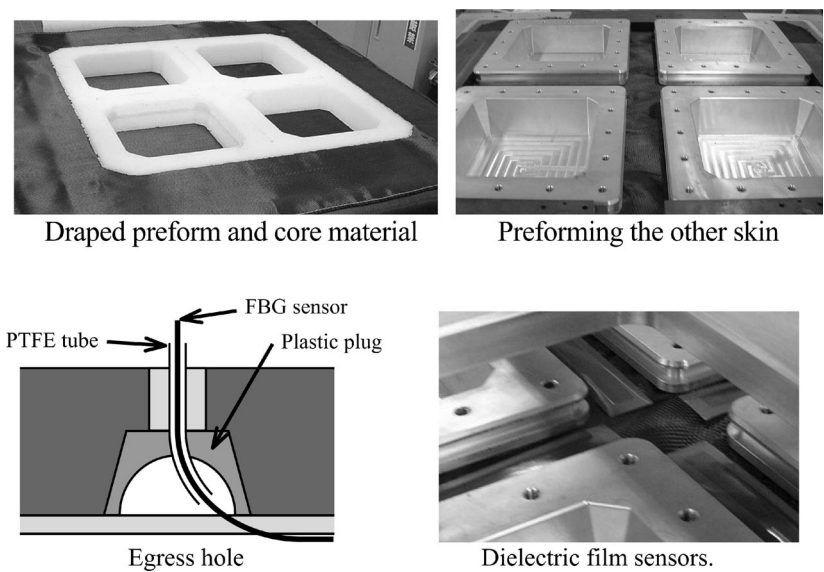 Draped preform and core material
Preforming the other skin
FBG sensor
PTFE tube
Plastic plug
Egress hole
Dielectric film sensors.